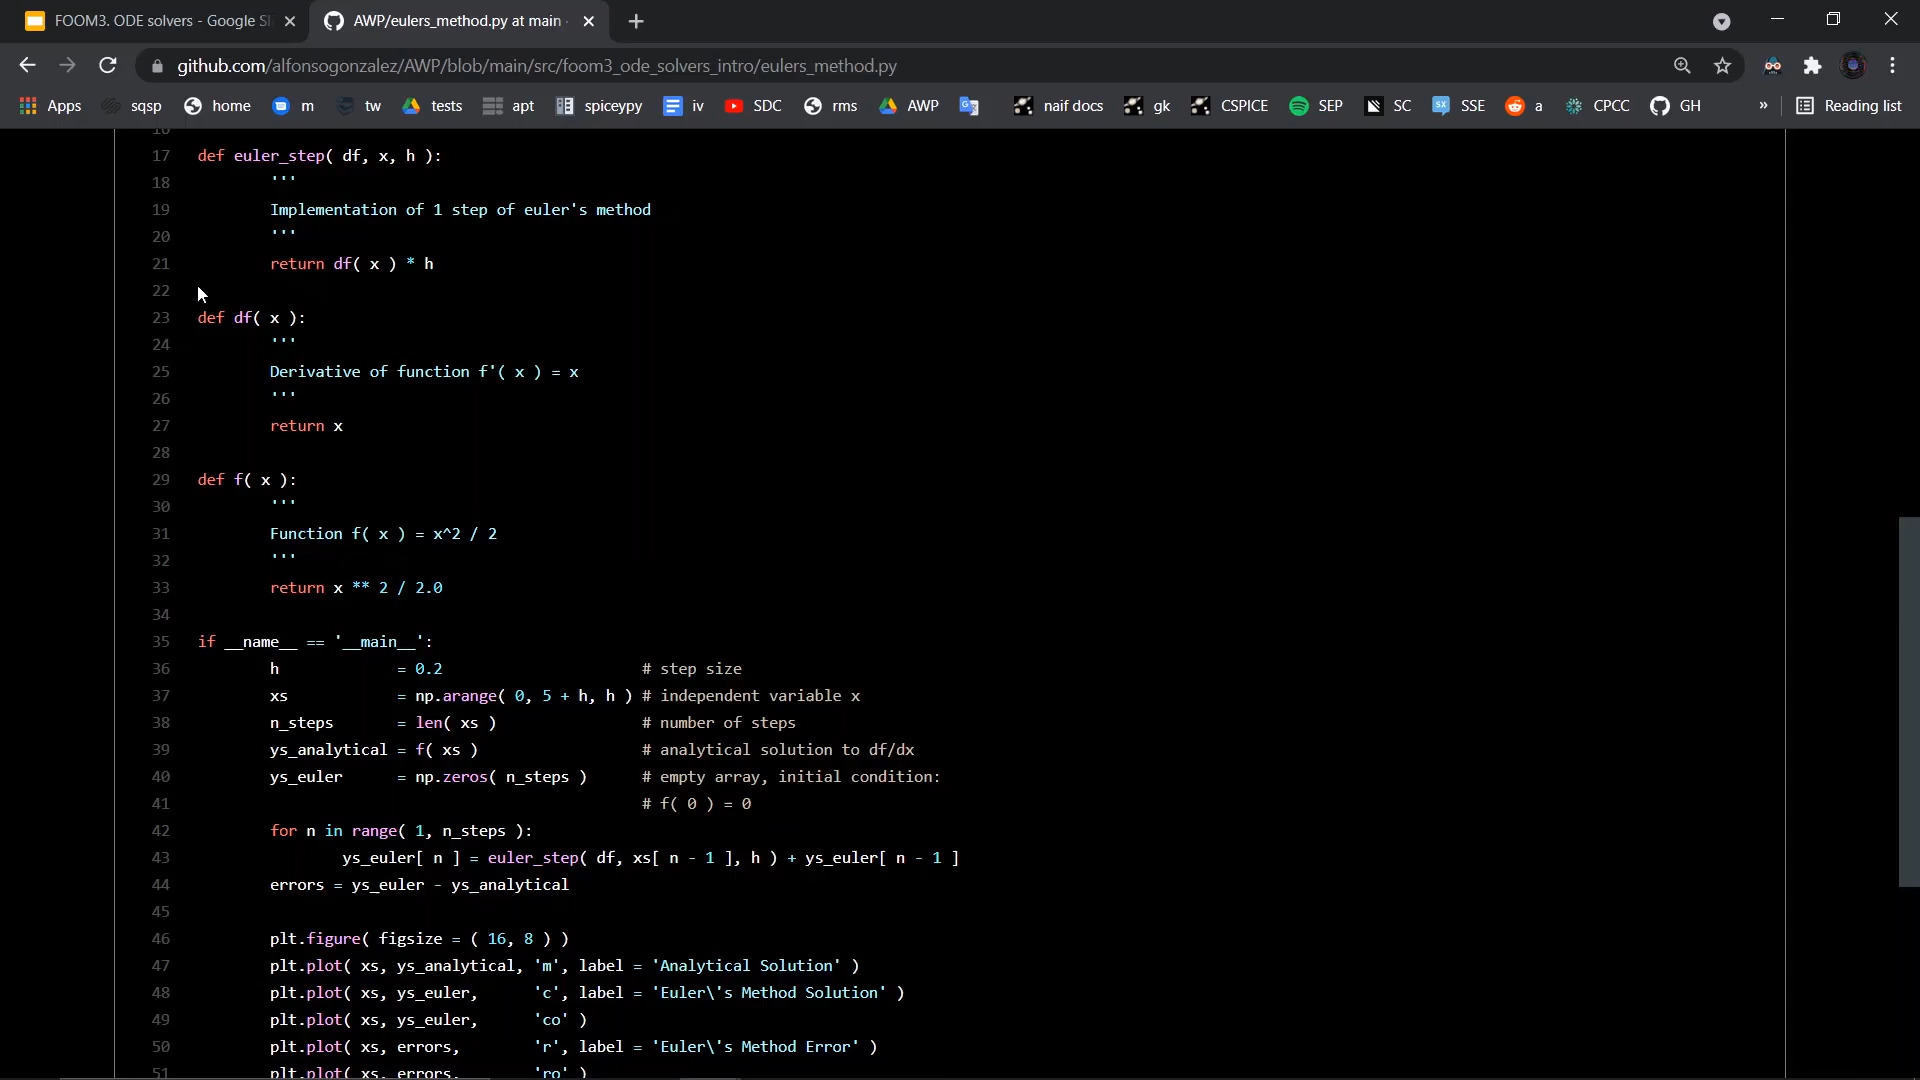 FOOM3. ODE solvers - Google Sl
AWP/eulers_method.py at main
github.com/alfonsogonzalez/AWP/blob/main/src/foom3_ode_solvers_intro/eulers_method.py
Apps sqsp home m tw tests apt spiceypy iv SDC rms AWP naif docs gk CSPICE SEP SC SSE a CPCC GH » Reading list
16
17 def euler_step( df, x, h ):
18 '''
19 Implementation of 1 step of euler's method
20 '''
21 return df( x ) * h
22
23 def df( x ):
24 '''
25 Derivative of function f'( x ) = x
26 '''
27 return x
28
29 def f( x ):
30 '''
31 Function f( x ) = x^2 / 2
32 '''
33 return x ** 2 / 2.0
34
35 if __name__ == '__main__':
36 h = 0.2 # step size
37 xs = np.arange( 0, 5 + h, h ) # independent variable x
38 n_steps = len( xs ) # number of steps
39 ys_analytical = f( xs ) # analytical solution to df/dx
40 ys_euler = np.zeros( n_steps ) # empty array, initial condition:
41 # f( 0 ) = 0
42 for n in range( 1, n_steps ):
43 ys_euler[ n ] = euler_step( df, xs[ n - 1 ], h ) + ys_euler[ n - 1 ]
44 errors = ys_euler - ys_analytical
45
46 plt.figure( figsize = ( 16, 8 ) )
47 plt.plot( xs, ys_analytical, 'm', label = 'Analytical Solution' )
48 plt.plot( xs, ys_euler, 'c', label = 'Euler\'s Method Solution' )
49 plt.plot( xs, ys_euler, 'co' )
50 plt.plot( xs, errors, 'r', label = 'Euler\'s Method Error' )
51 plt.plot( xs, errors, 'ro' )